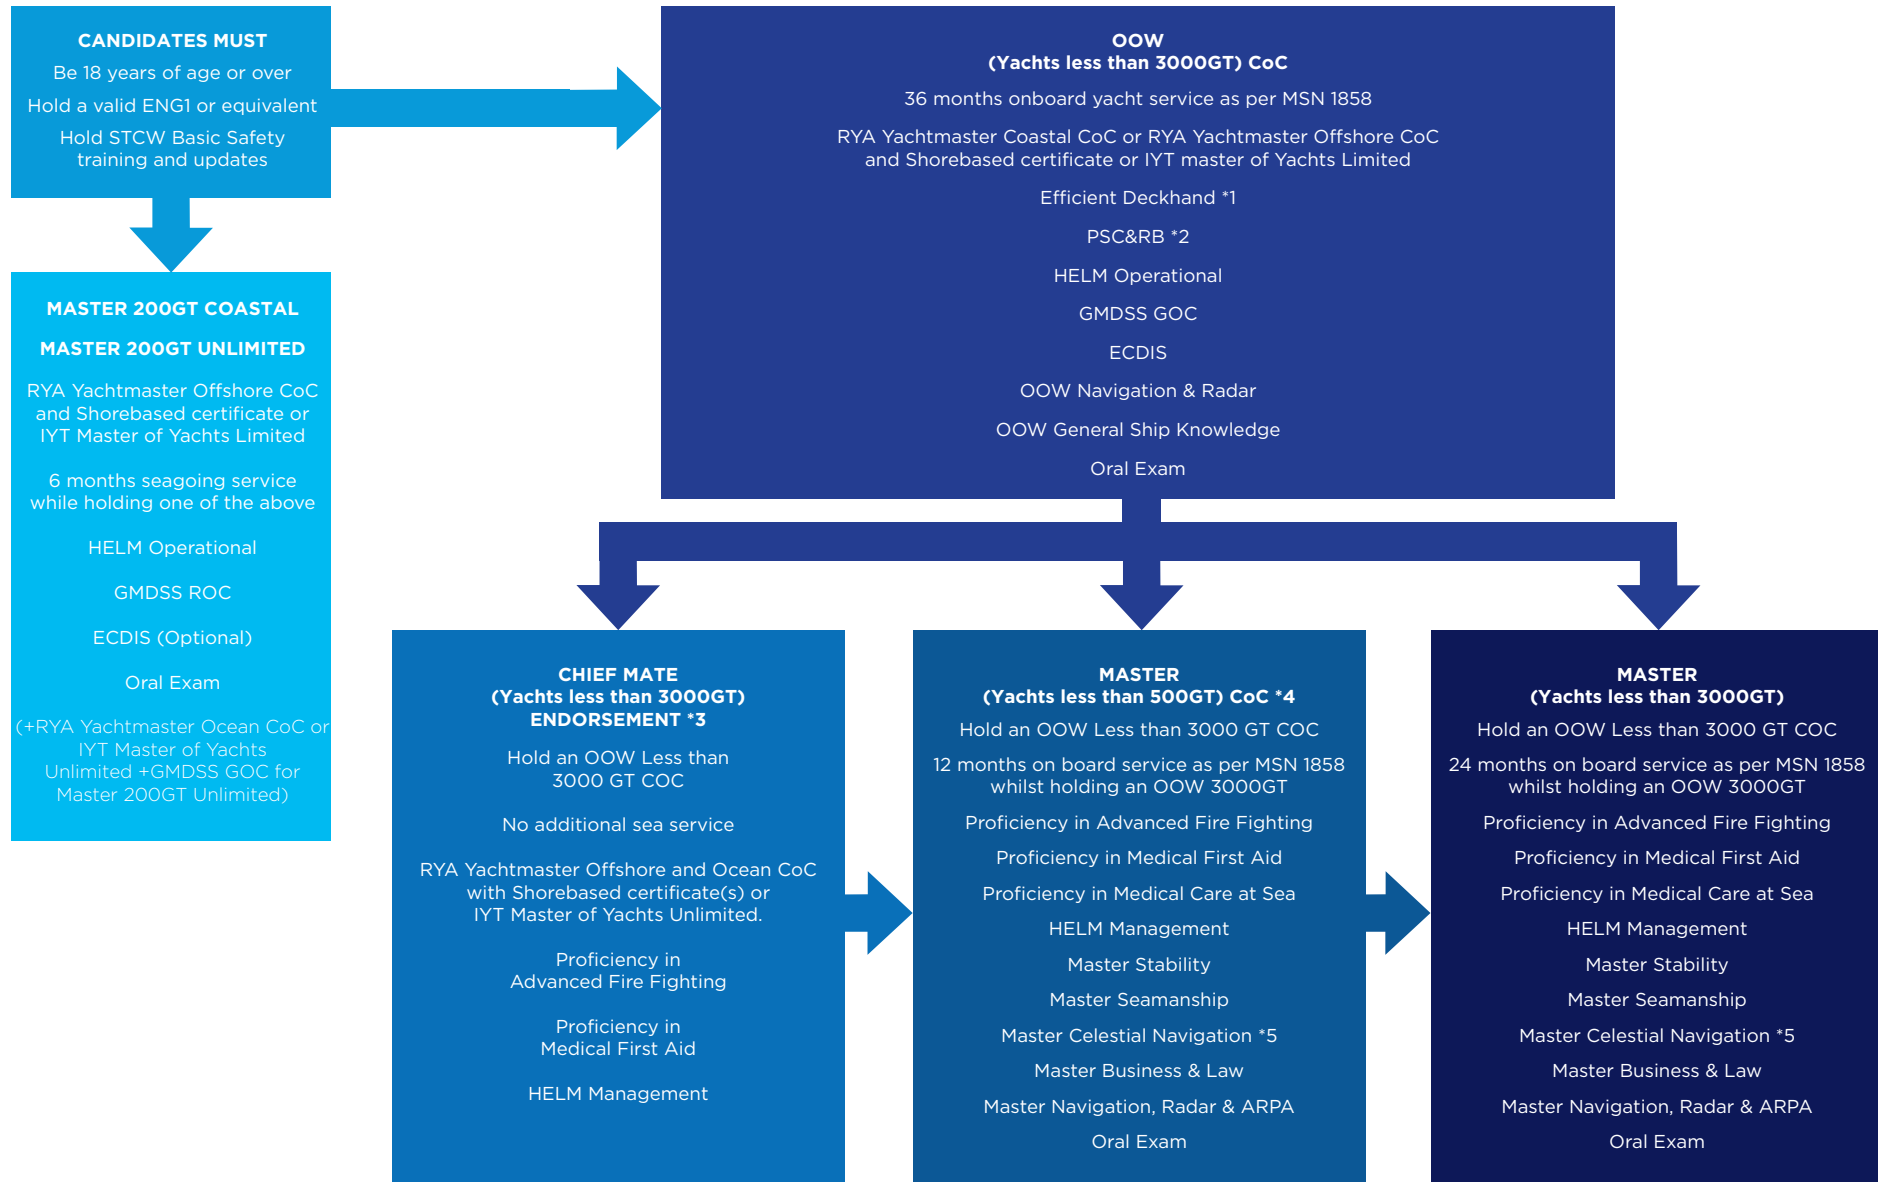 CANDIDATES MUST
Be 18 years of age or over
Hold a valid ENG1 or equivalent
Hold STCW Basic Safety
training and updates
OOW
(Yachts less than 3000GT) CoC
36 months onboard yacht service as per MSN 1858
RYA Yachtmaster Coastal CoC or RYA Yachtmaster Offshore CoC
and Shorebased certificate or IYT master of Yachts Limited
Efficient Deckhand *1
PSC&RB *2
HELM Operational
GMDSS GOC
ECDIS
OOW Navigation & Radar
OOW General Ship Knowledge
Oral Exam
MASTER 200GT COASTAL
MASTER 200GT UNLIMITED
RYA Yachtmaster Offshore CoC
and Shorebased certificate or
IYT Master of Yachts Limited
6 months seagoing service
while holding one of the above
HELM Operational
GMDSS ROC
ECDIS (Optional)
Oral Exam
(+RYA Yachtmaster Ocean CoC or
IYT Master of Yachts
Unlimited +GMDSS GOC for
Master 200GT Unlimited)
CHIEF MATE
(Yachts less than 3000GT)
ENDORSEMENT *3
Hold an OOW Less than
3000 GT COC
No additional sea service
RYA Yachtmaster Offshore and Ocean CoC
with Shorebased certificate(s) or
IYT Master of Yachts Unlimited.
Proficiency in
Advanced Fire Fighting
Proficiency in
Medical First Aid
HELM Management
MASTER
(Yachts less than 500GT) CoC *4
Hold an OOW Less than 3000 GT COC
12 months on board service as per MSN 1858
whilst holding an OOW 3000GT
Proficiency in Advanced Fire Fighting
Proficiency in Medical First Aid
Proficiency in Medical Care at Sea
HELM Management
Master Stability
Master Seamanship
Master Celestial Navigation *5
Master Business & Law
Master Navigation, Radar & ARPA
Oral Exam
MASTER
(Yachts less than 3000GT)
Hold an OOW Less than 3000 GT COC
24 months on board service as per MSN 1858
whilst holding an OOW 3000GT
Proficiency in Advanced Fire Fighting
Proficiency in Medical First Aid
Proficiency in Medical Care at Sea
HELM Management
Master Stability
Master Seamanship
Master Celestial Navigation *5
Master Business & Law
Master Navigation, Radar & ARPA
Oral Exam